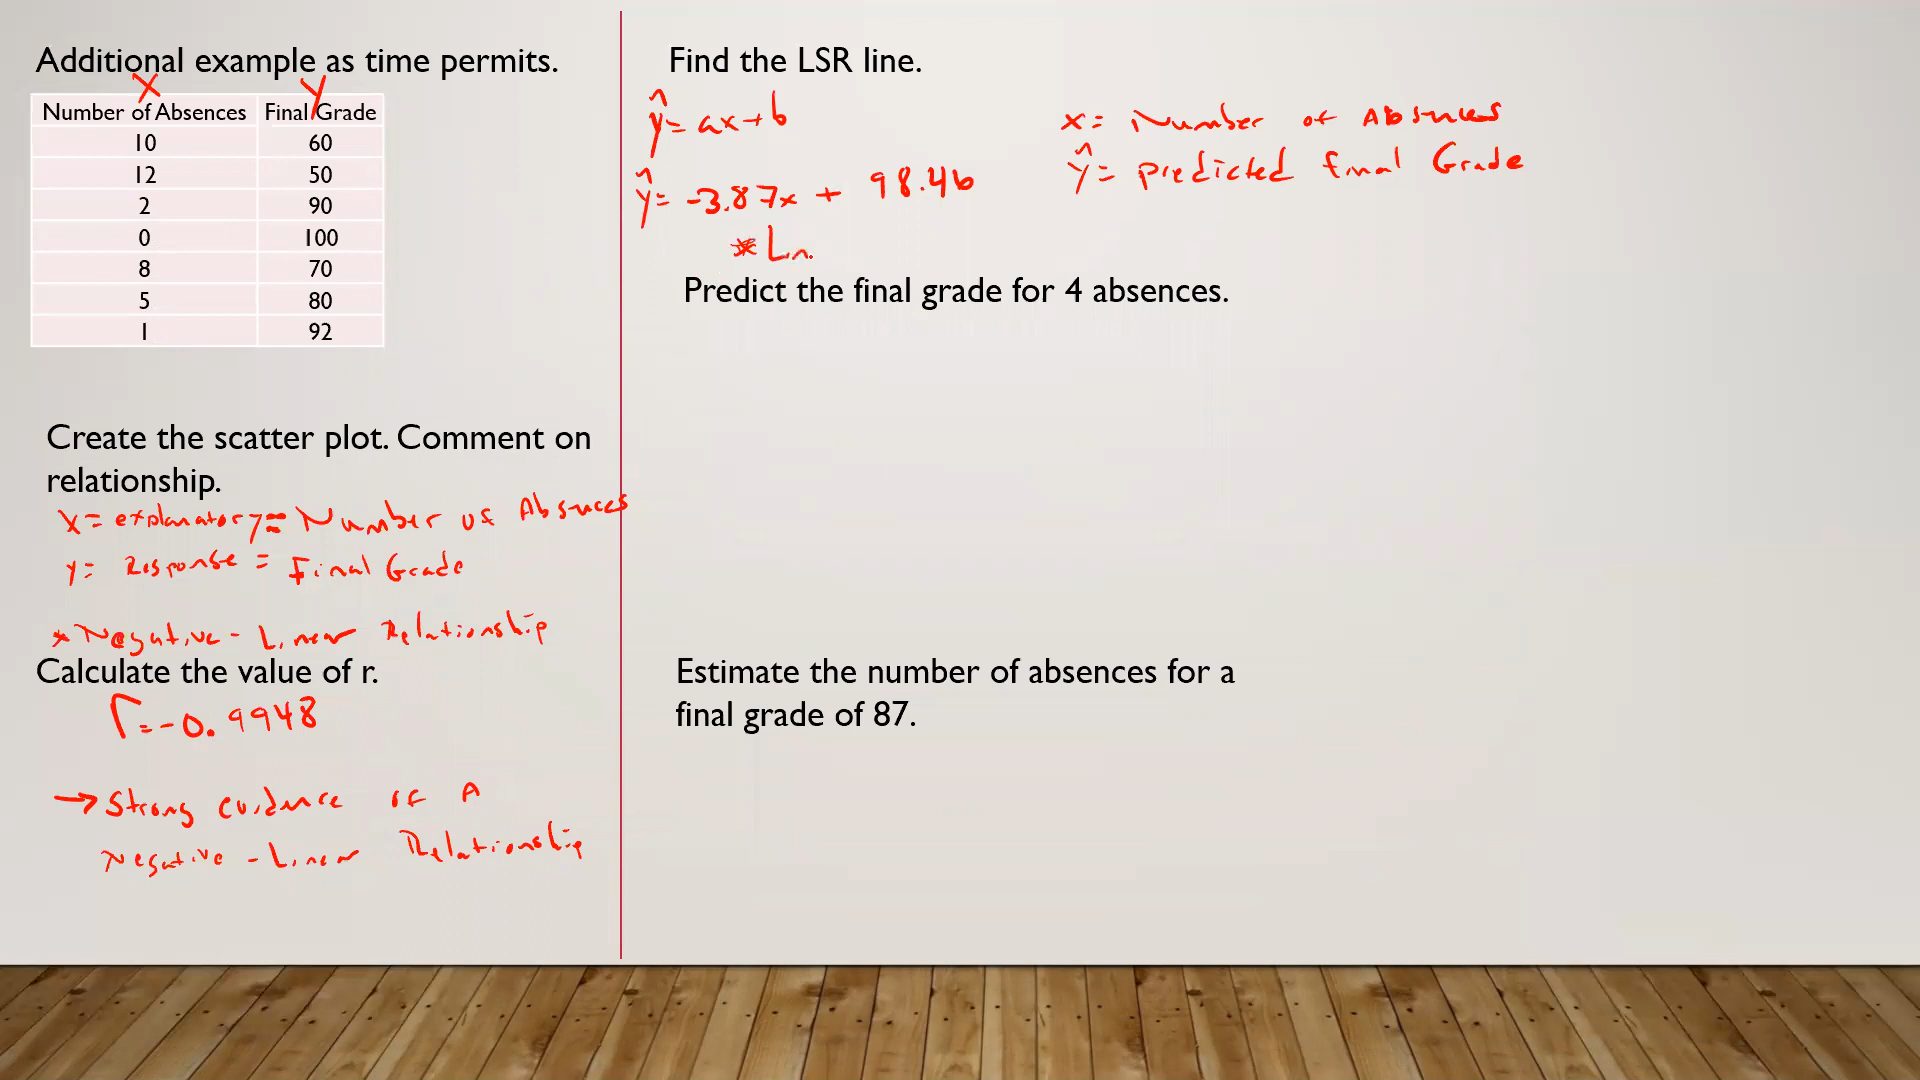 Additional example as time permits.
X Y
Number of Absences Final Grade
10 60
12 50
2 90
0 100
8 70
5 80
1 92
Create the scatter plot. Comment on
relationship.
x = explanatory = Number of Absences
y = Response = Final Grade
* Negative - Linear Relationship
Calculate the value of r.
r = -0.9948
→ Strong evidence of A
Negative - Linear Relationship
Find the LSR line.
ŷ = ax + b
ŷ = -3.87x + 98.46
* Lin.
x = Number of Absences
ŷ = predicted final Grade
Predict the final grade for 4 absences.
Estimate the number of absences for a
final grade of 87.